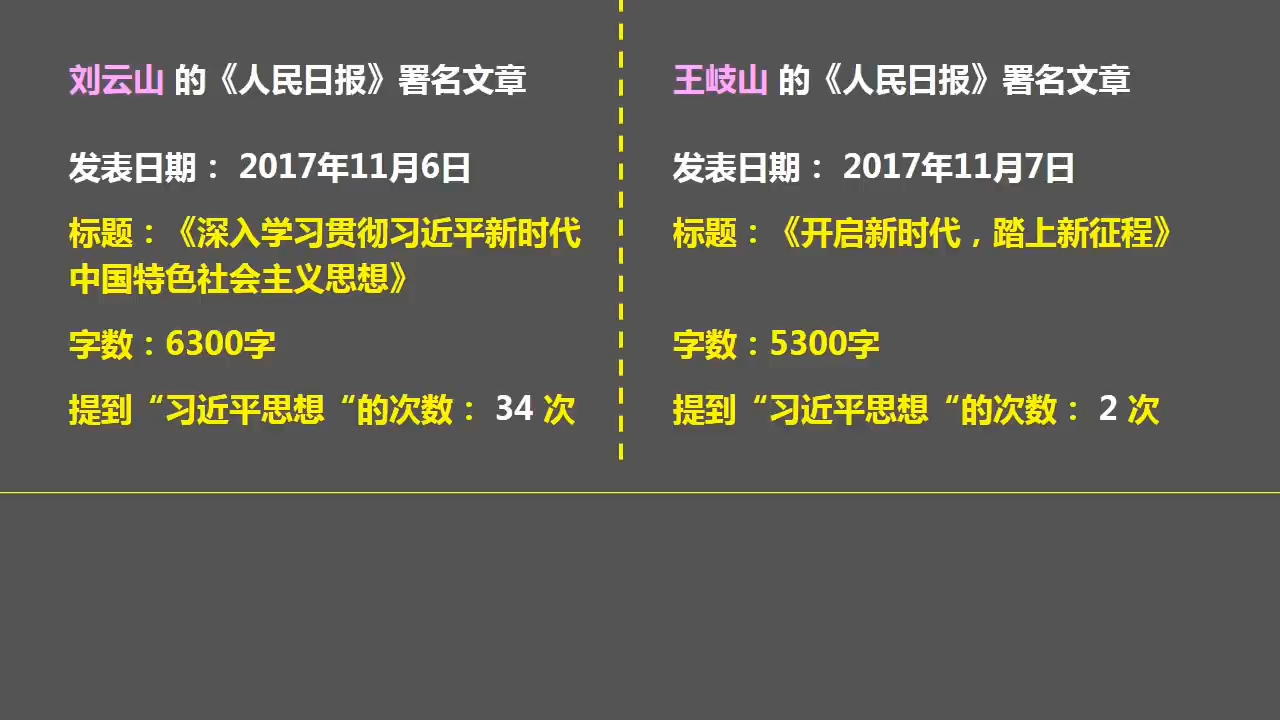 刘云山 的《人民日报》署名文章
发表日期： 2017年11月6日
标题：《深入学习贯彻习近平新时代
中国特色社会主义思想》
字数：6300字
提到“习近平思想“的次数： 34 次
王岐山 的《人民日报》署名文章
发表日期： 2017年11月7日
标题：《开启新时代，踏上新征程》
字数：5300字
提到“习近平思想“的次数： 2 次